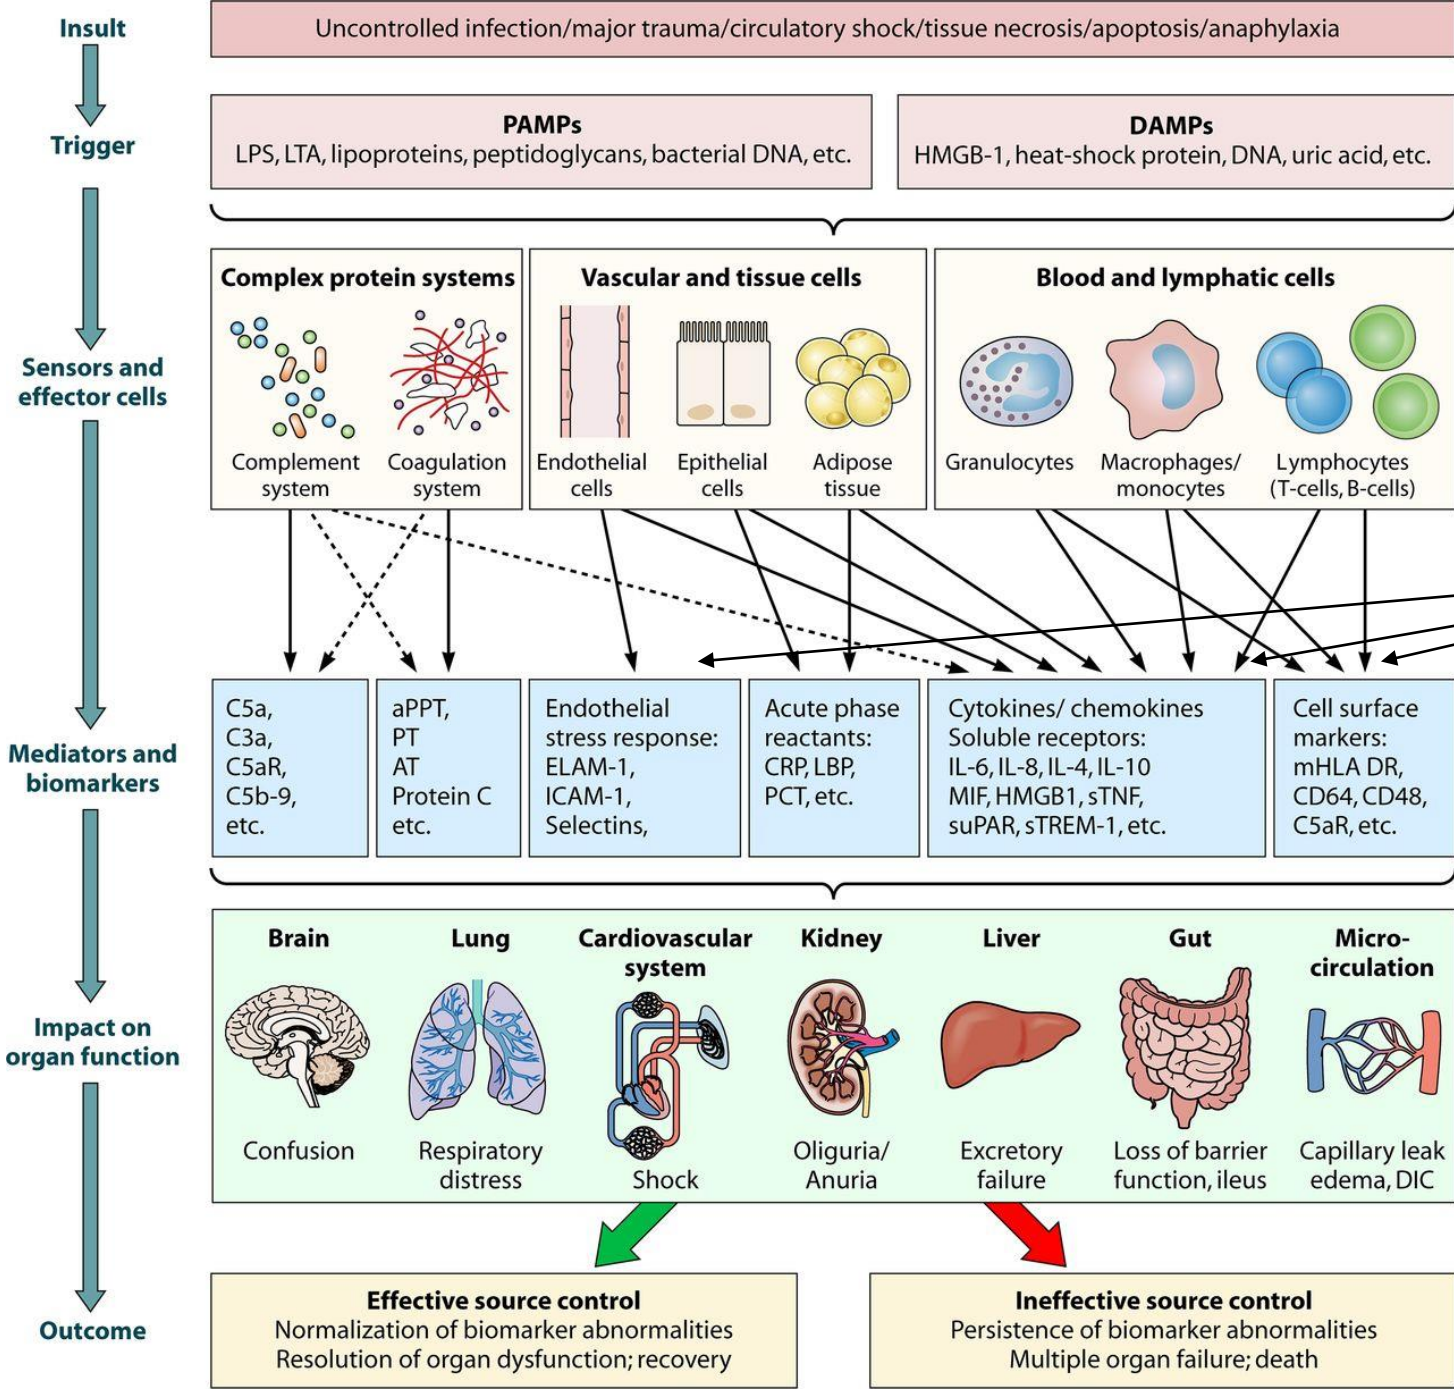 Insult
Uncontrolled infection/major trauma/circulatory shock/tissue necrosis/apoptosis/anaphylaxia
Trigger
PAMPs
LPS, LTA, lipoproteins, peptidoglycans, bacterial DNA, etc.
DAMPs
HMGB-1, heat-shock protein, DNA, uric acid, etc.
Sensors and
effector cells
Complex protein systems
Complement
system
Coagulation
system
Vascular and tissue cells
Endothelial
cells
Epithelial
cells
Adipose
tissue
Blood and lymphatic cells
Granulocytes
Macrophages/
monocytes
Lymphocytes
(T-cells, B-cells)
Mediators and
biomarkers
C5a,
C3a,
C5aR,
C5b-9,
etc.
aPPT,
PT
AT
Protein C
etc.
Endothelial
stress response:
ELAM-1,
ICAM-1,
Selectins,
Acute phase
reactants:
CRP, LBP,
PCT, etc.
Cytokines/ chemokines
Soluble receptors:
IL-6, IL-8, IL-4, IL-10
MIF, HMGB1, sTNF,
suPAR, sTREM-1, etc.
Cell surface
markers:
mHLA DR,
CD64, CD48,
C5aR, etc.
Impact on
organ function
Brain
Confusion
Lung
Respiratory
distress
Cardiovascular
system
Shock
Kidney
Oliguria/
Anuria
Liver
Excretory
failure
Gut
Loss of barrier
function, ileus
Micro-
circulation
Capillary leak
edema, DIC
Outcome
Effective source control
Normalization of biomarker abnormalities
Resolution of organ dysfunction; recovery
Ineffective source control
Persistence of biomarker abnormalities
Multiple organ failure; death